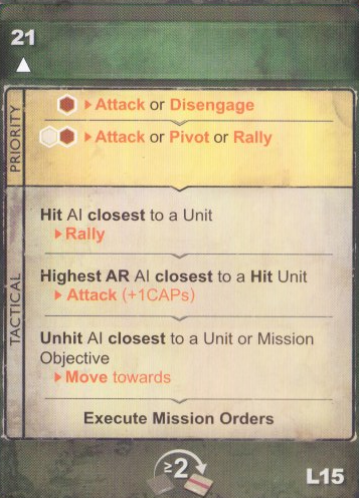 21
PRIORITY
Attack or Disengage
Attack or Pivot or Rally
TACTICAL
Hit AI closest to a Unit
Rally
Highest AR AI closest to a Hit Unit
Attack (+1CAPs)
Unhit AI closest to a Unit or Mission
Objective
Move towards
Execute Mission Orders
≥2
L15